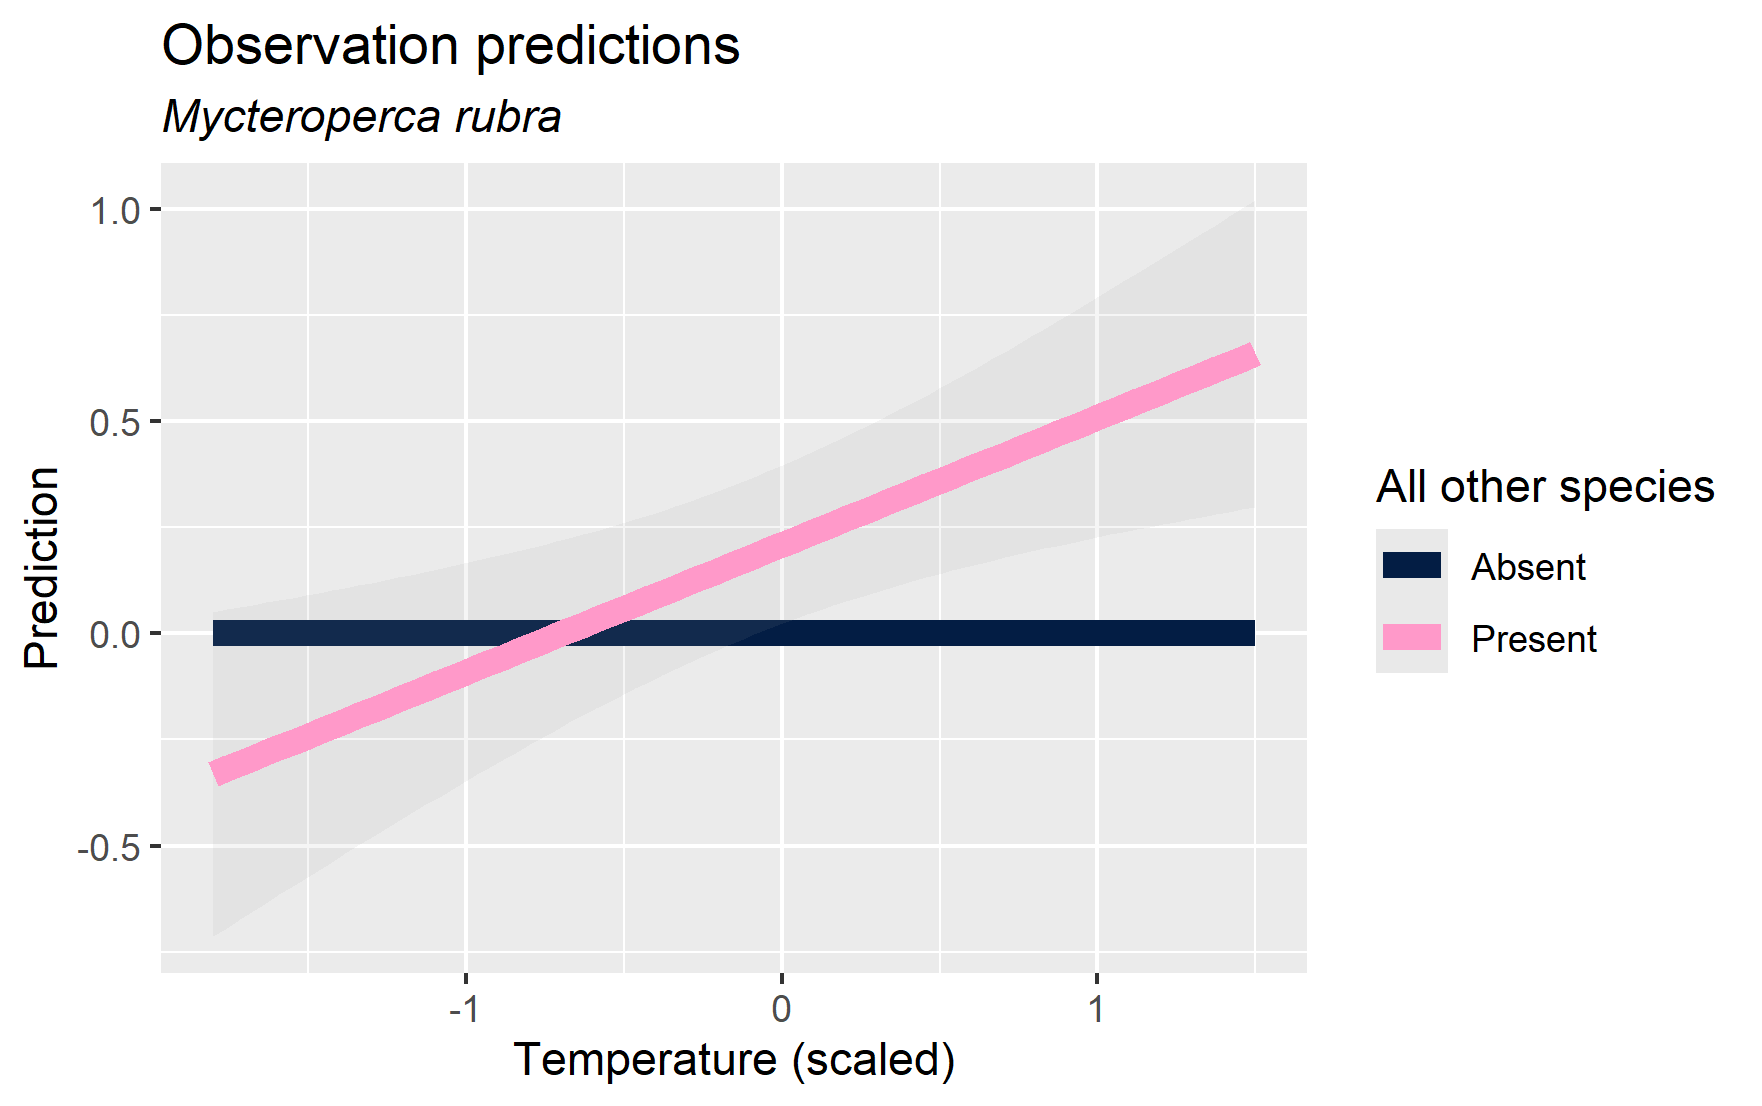 Observation predictions
Mycteroperca rubra
Prediction
1.0
0.5
0.0
-0.5
-1
0
1
Temperature (scaled)
All other species
Absent
Present